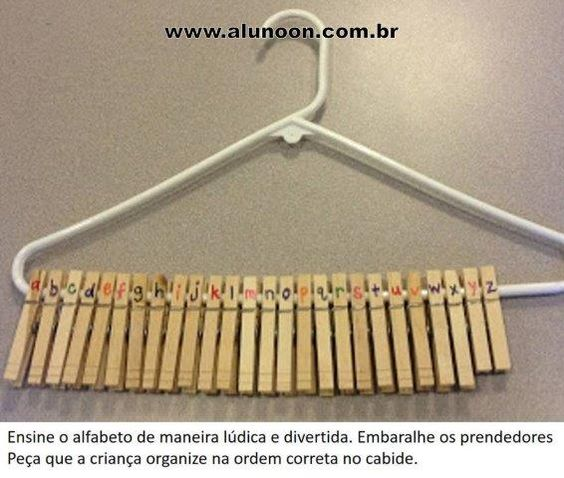 www.alunoon.com.br
a b c d e f g h i j k l m n o p q r s t u v w x y z
Ensine o alfabeto de maneira lúdica e divertida. Embaralhe os prendedores
Peça que a criança organize na ordem correta no cabide.